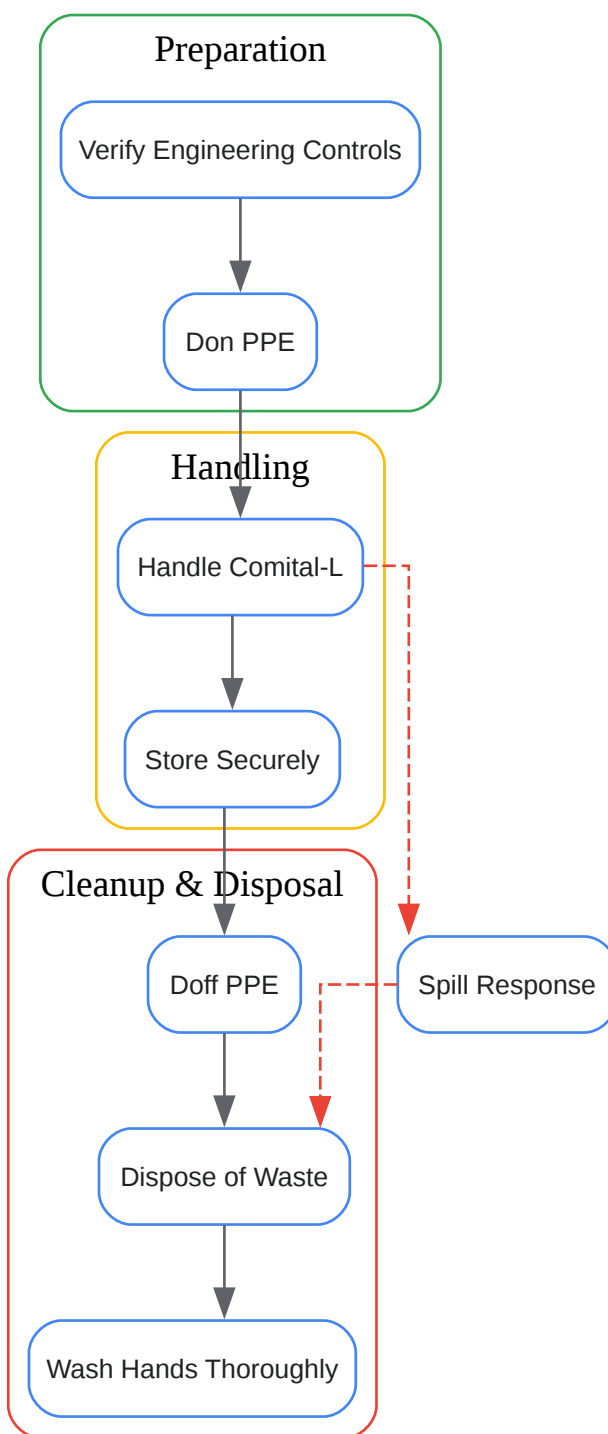 Preparation
Verify Engineering Controls
Don PPE
Handling
Handle Comital-L
Store Securely
Cleanup & Disposal
Doff PPE
Spill Response
Dispose of Waste
Wash Hands Thoroughly